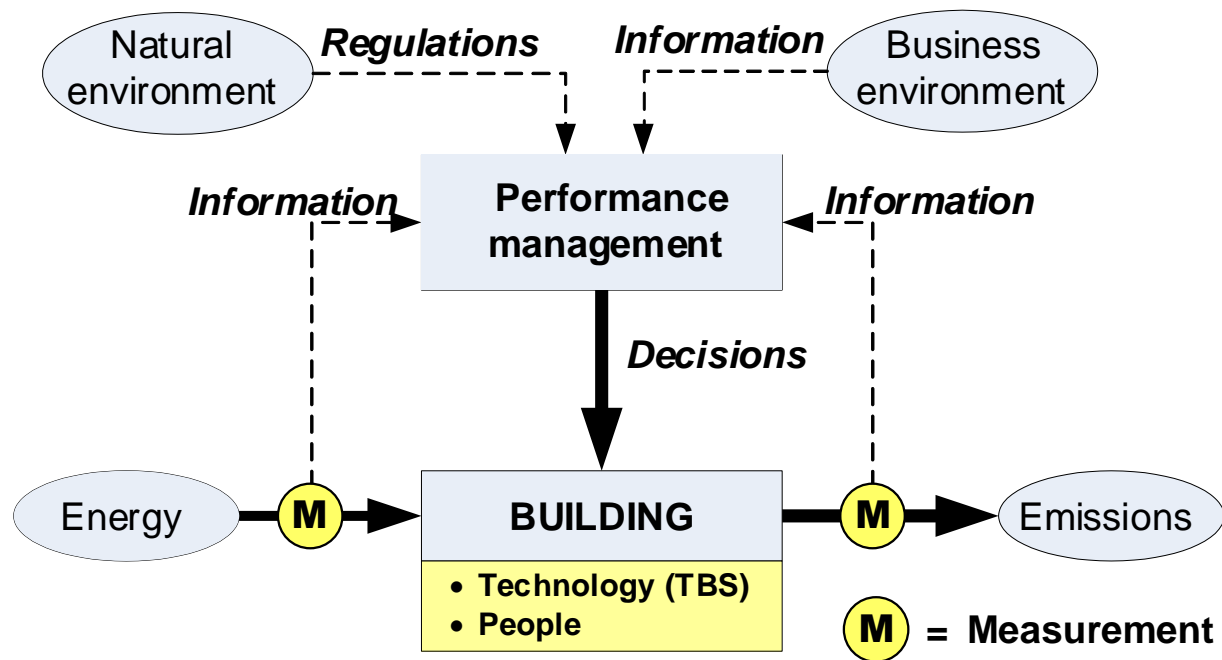 Natural
environment
Regulations
Information
Business
environment
Information
Performance
management
Information
Decisions
Energy
M
BUILDING
M
Emissions
• Technology (TBS)
• People
M = Measurement